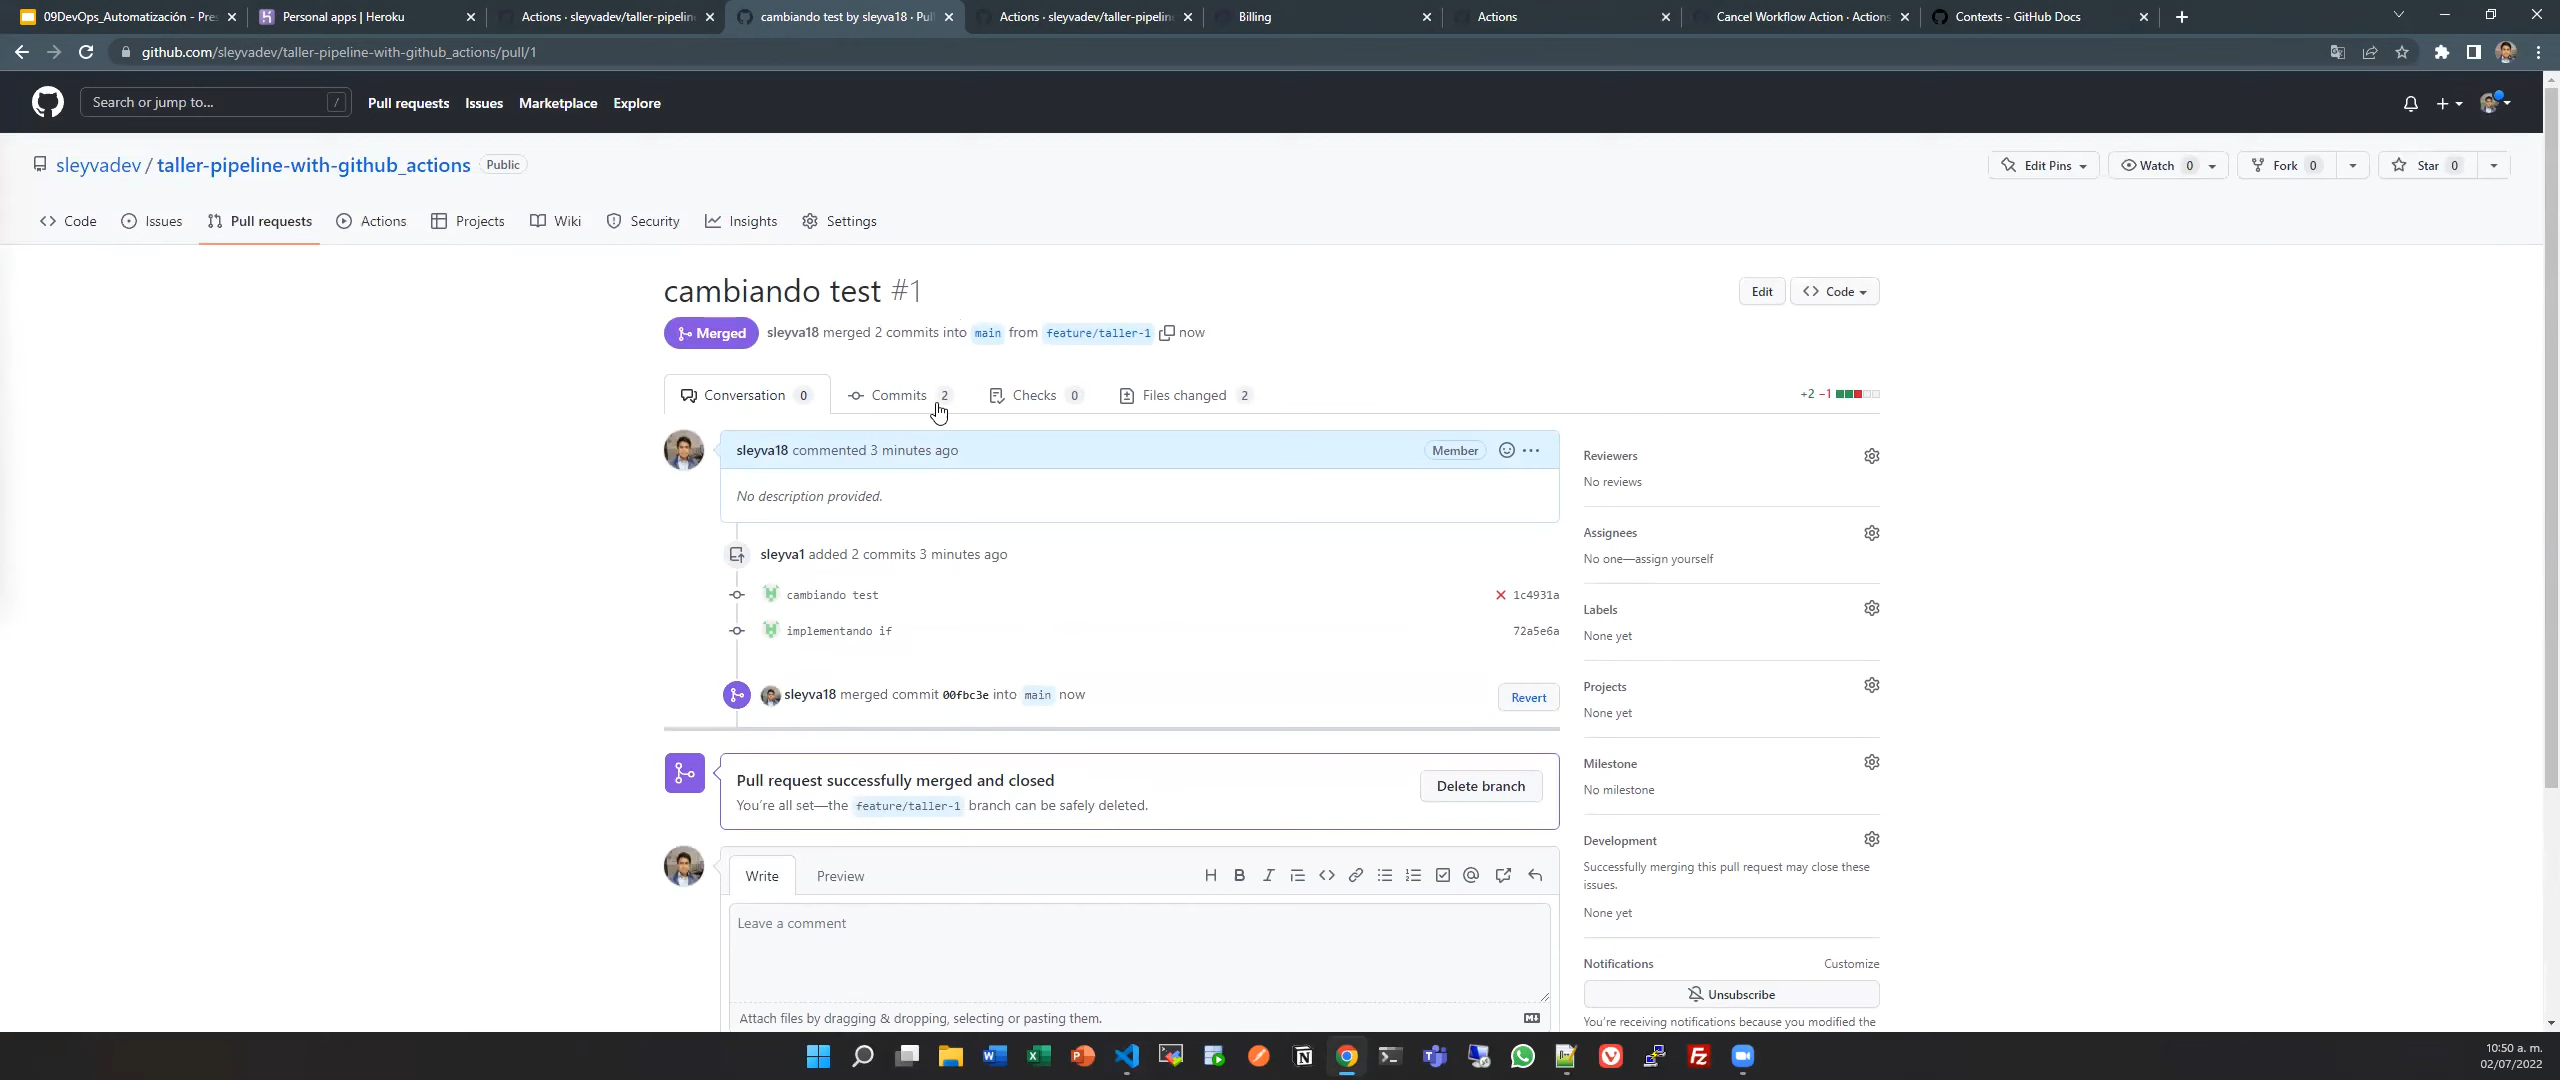 09DevOps_Automatización - Pres
Personal apps | Heroku
Actions · sleyvadev/taller-pipelin
cambiando test by sleyva18 · Pull
Actions · sleyvadev/taller-pipelin
Billing
Actions
Cancel Workflow Action · Actions
Contexts - GitHub Docs
github.com/sleyvadev/taller-pipeline-with-github_actions/pull/1
Search or jump to... /
Pull requests Issues Marketplace Explore
sleyvadev / taller-pipeline-with-github_actions Public
Edit Pins Watch 0 Fork 0 Star 0
Code Issues Pull requests Actions Projects Wiki Security Insights Settings
cambiando test #1
Edit Code
Merged sleyva18 merged 2 commits into main from feature/taller-1 now
Conversation 0 Commits 2 Checks 0 Files changed 2 +2 −1
sleyva18 commented 3 minutes ago Member
No description provided.
sleyva1 added 2 commits 3 minutes ago
cambiando test 1c4931a
implementando if 72a5e6a
sleyva18 merged commit 00fbc3e into main now Revert
Pull request successfully merged and closed
You're all set—the feature/taller-1 branch can be safely deleted.
Delete branch
Write Preview
H B I
Leave a comment
Attach files by dragging & dropping, selecting or pasting them.
Reviewers
No reviews
Assignees
No one—assign yourself
Labels
None yet
Projects
None yet
Milestone
No milestone
Development
Successfully merging this pull request may close these
issues.
None yet
Notifications Customize
Unsubscribe
You're receiving notifications because you modified the
10:50 a. m.
02/07/2022